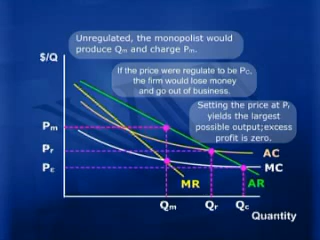 Unregulated, the monopolist would
produce Qm and charge Pm.
$/Q
If the price were regulate to be PC,
the firm would lose money
and go out of business.
Setting the price at Pr
yields the largest
possible output;excess
profit is zero.
Pm
Pr
Pc
AC
MC
MR
AR
Qm
Qr
Qc
Quantity